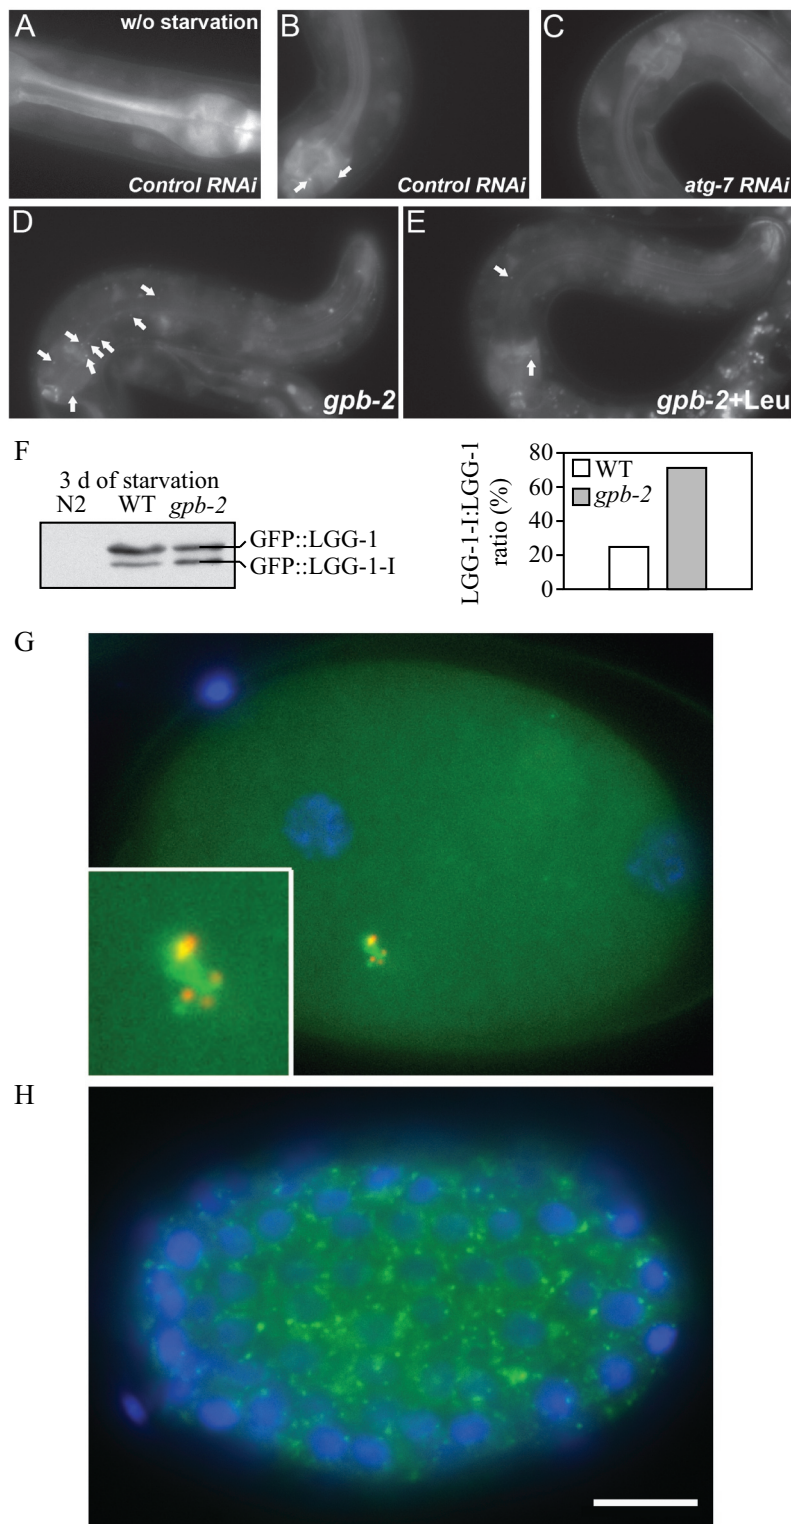 A
w/o starvation
Control RNAi
B
Control RNAi
C
atg-7 RNAi
D
gpb-2
E
gpb-2+Leu
F
3 d of starvation
N2 WT gpb-2
GFP::LGG-1
GFP::LGG-1-I
LGG-1-I:LGG-1
ratio (%)
80
60
40
20
0
WT
gpb-2
G
H